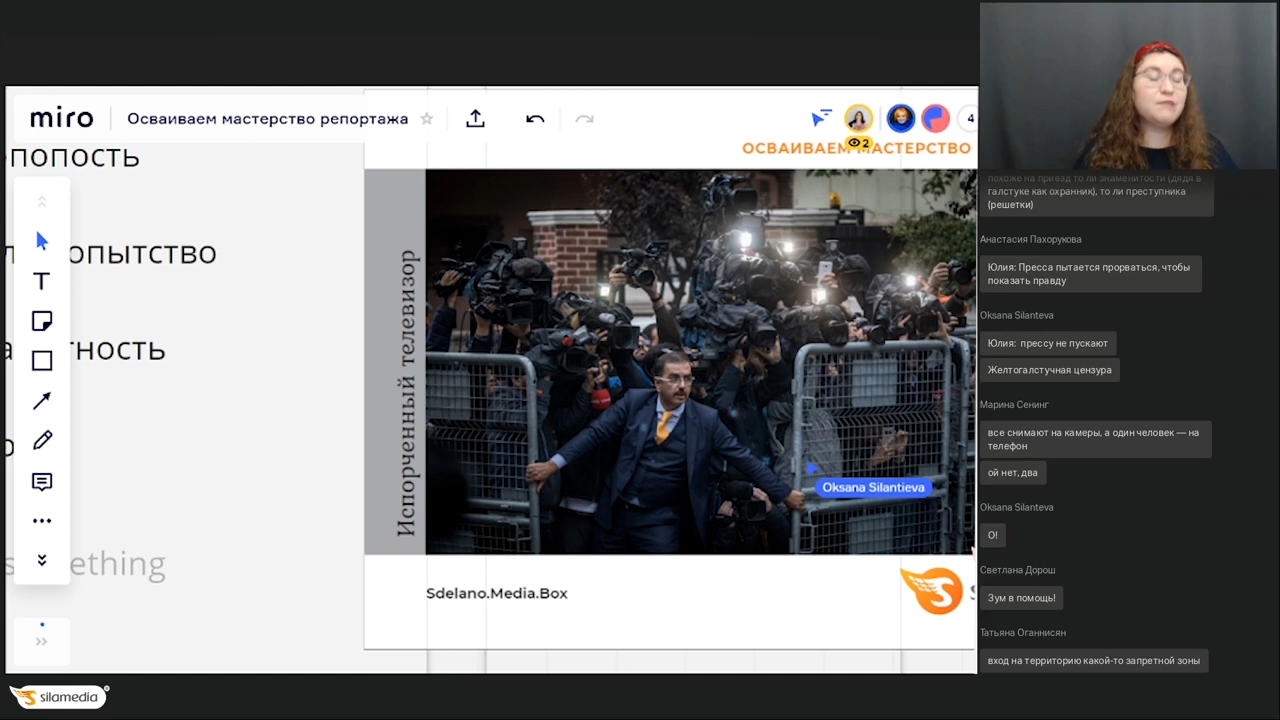 miro
Осваиваем мастерство репортажа
4
2
ОСВАИВАЕМ МАСТЕРСТВО
опопость
опытство
тность
ething
Испорченный телевизор
Oksana Silantieva
Sdelano.Media.Box
silamedia
похоже на приезд то ли знаменитости (дядя в
галстуке как охранник), то ли преступника
(решетки)
Анастасия Пахорукова
Юлия: Пресса пытается прорваться, чтобы
показать правду
Oksana Silanteva
Юлия: прессу не пускают
Желтогалстучная цензура
Марина Сенинг
все снимают на камеры, а один человек — на
телефон
ой нет, два
Oksana Silanteva
О!
Светлана Дорош
Зум в помощь!
Татьяна Оганнисян
вход на территорию какой-то запретной зоны